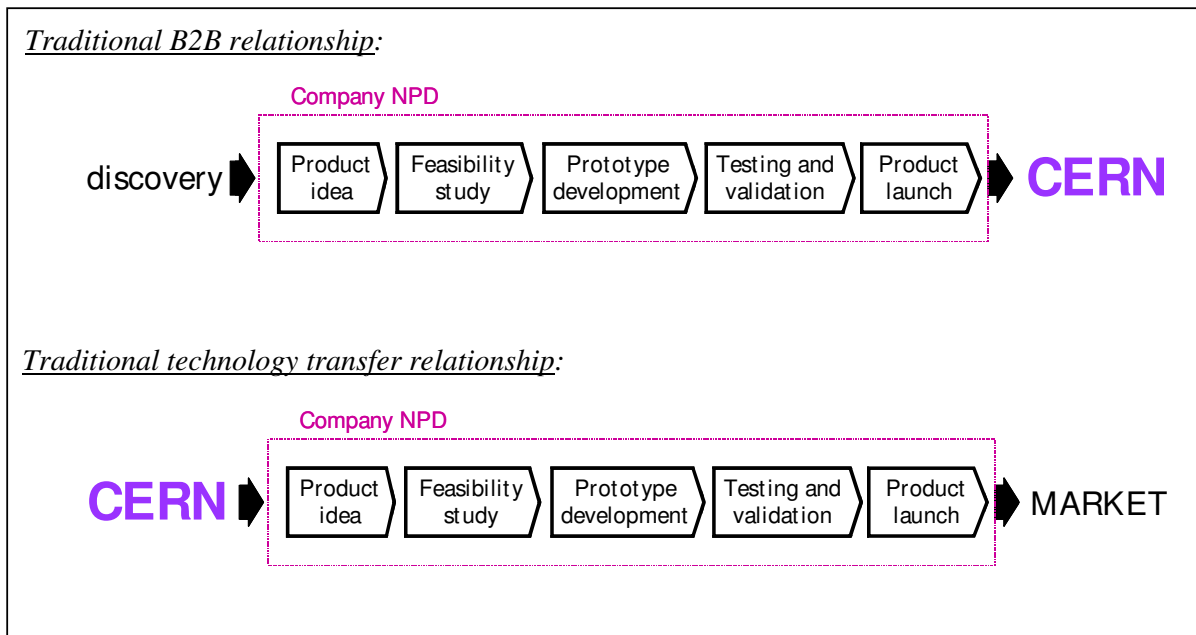 Traditional B2B relationship:
Company NPD
discovery
Product
idea
Feasibility
study
Prototype
development
Testing and
validation
Product
launch
CERN
Traditional technology transfer relationship:
Company NPD
CERN
Product
idea
Feasibility
study
Prototype
development
Testing and
validation
Product
launch
MARKET